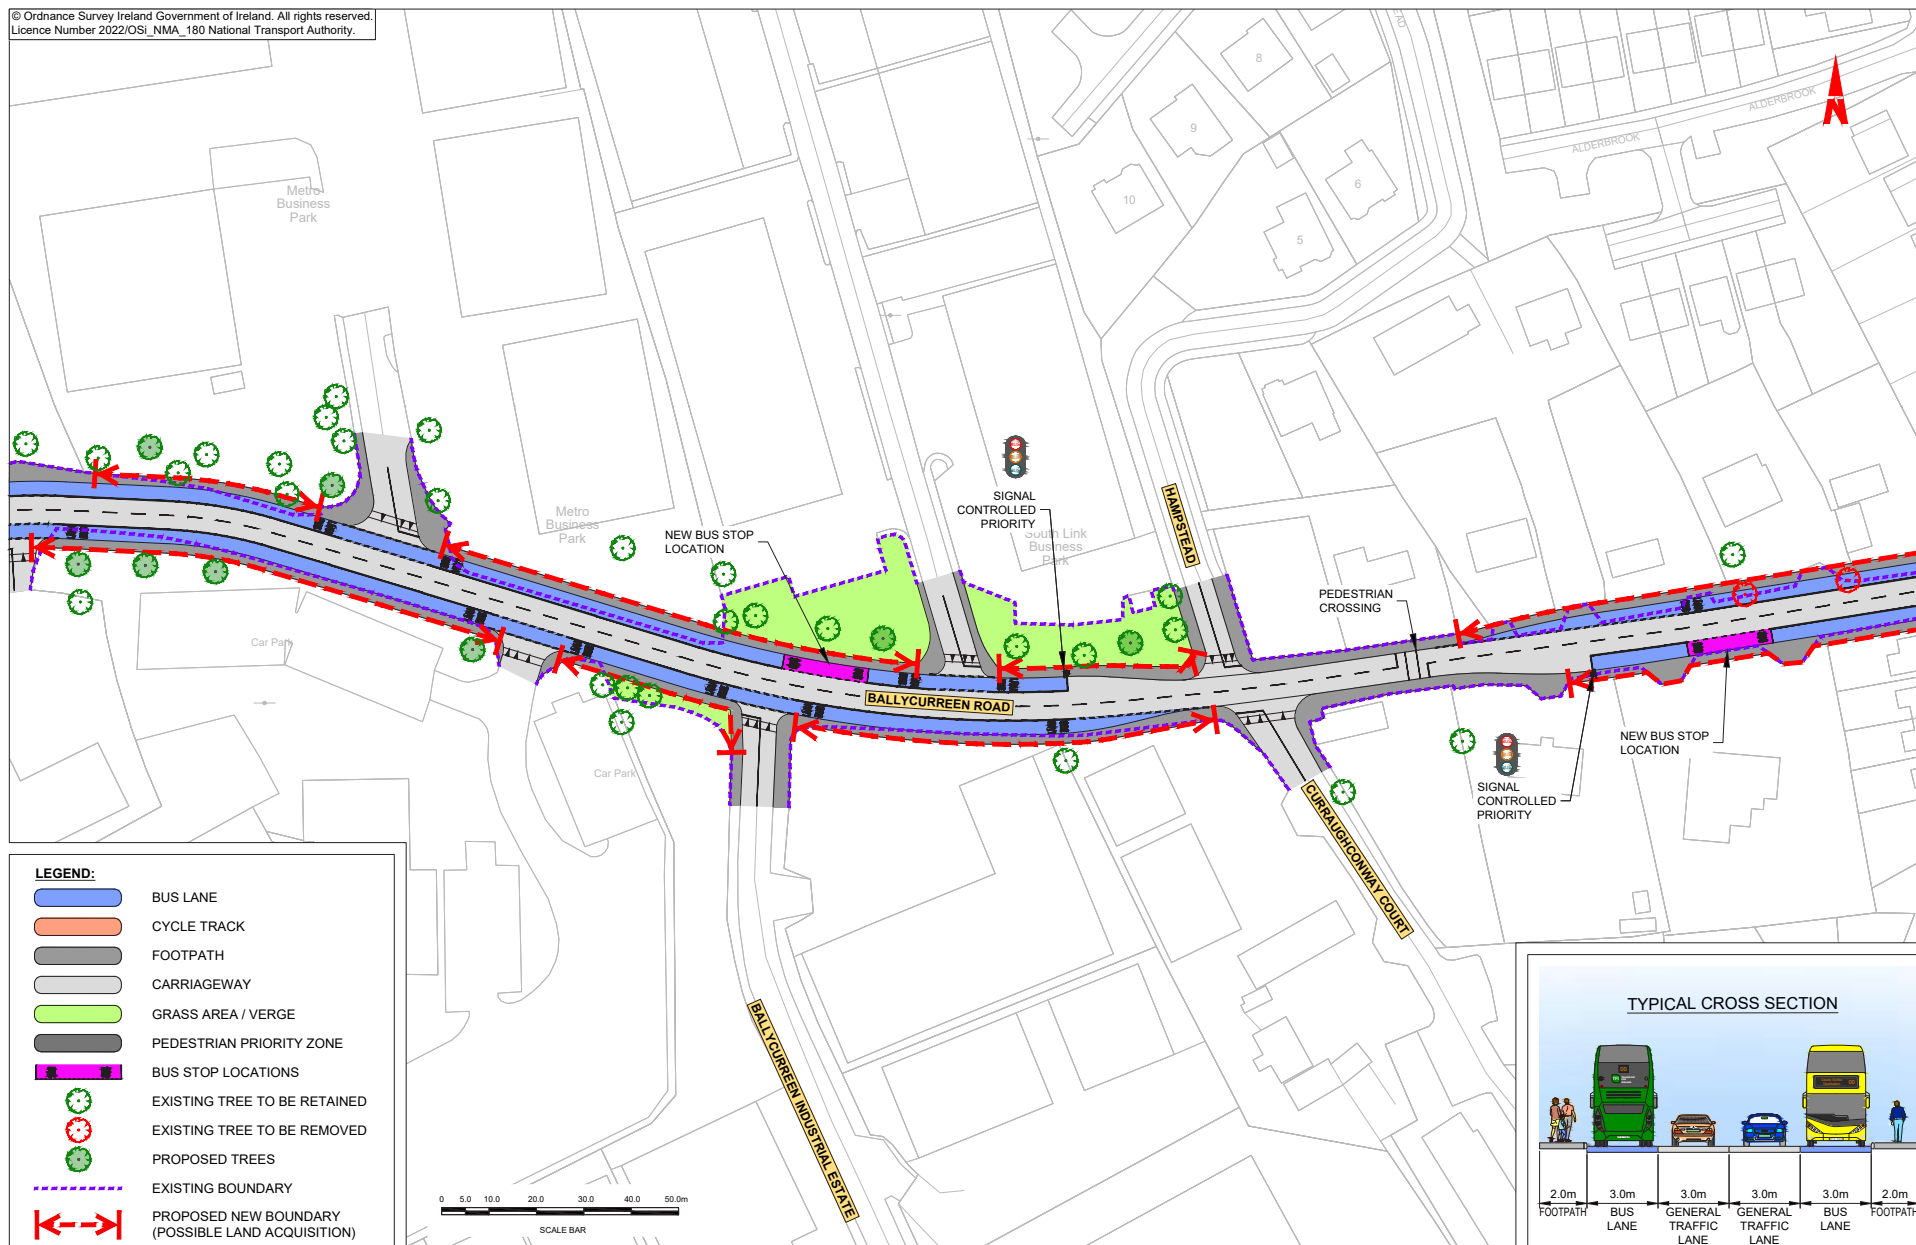 © Ordnance Survey Ireland Government of Ireland. All rights reserved.
Licence Number 2022/OSi_NMA_180 National Transport Authority.
8
9
10
6
5
ALDERBROOK
ALDERBROOK
Metro
Business
Park
Metro
Business
Park
South Link
Business
Park
NEW BUS STOP
LOCATION
SIGNAL
CONTROLLED
PRIORITY
HAMPSTEAD
PEDESTRIAN
CROSSING
BALLYCURREEN ROAD
Car Park
Car Park
NEW BUS STOP
LOCATION
SIGNAL
CONTROLLED
PRIORITY
CURRAUGHCONWAY COURT
BALLYCURREEN INDUSTRIAL ESTATE
LEGEND:
BUS LANE
CYCLE TRACK
FOOTPATH
CARRIAGEWAY
GRASS AREA / VERGE
PEDESTRIAN PRIORITY ZONE
BUS STOP LOCATIONS
EXISTING TREE TO BE RETAINED
EXISTING TREE TO BE REMOVED
PROPOSED TREES
EXISTING BOUNDARY
PROPOSED NEW BOUNDARY
(POSSIBLE LAND ACQUISITION)
0 5.0 10.0 20.0 30.0 40.0 50.0m
SCALE BAR
TYPICAL CROSS SECTION
2.0m 3.0m 3.0m 3.0m 3.0m 2.0m
FOOTPATH BUS LANE GENERAL TRAFFIC LANE GENERAL TRAFFIC LANE BUS LANE FOOTPATH
N